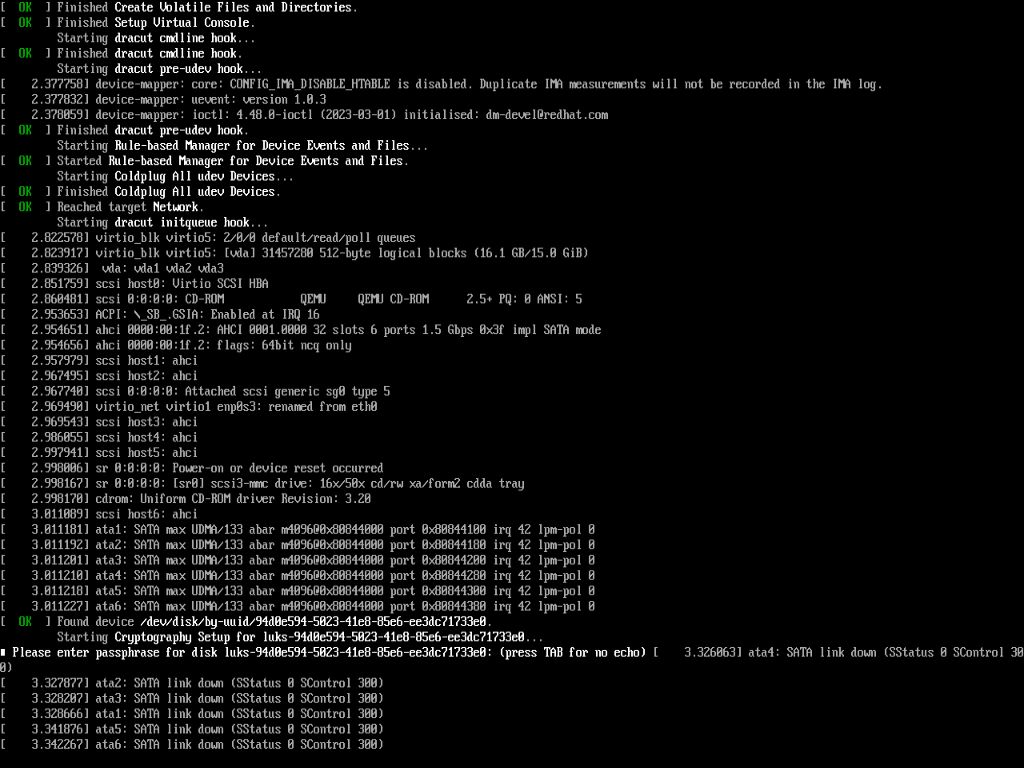 [  OK  ] Finished Create Volatile Files and Directories.
[  OK  ] Finished Setup Virtual Console.
         Starting dracut cmdline hook...
[  OK  ] Finished dracut cmdline hook.
         Starting dracut pre-udev hook...
[    2.377758] device-mapper: core: CONFIG_IMA_DISABLE_HTABLE is disabled. Duplicate IMA measurements will not be recorded in the IMA log.
[    2.377832] device-mapper: uevent: version 1.0.3
[    2.378059] device-mapper: ioctl: 4.48.0-ioctl (2023-03-01) initialised: dm-devel@redhat.com
[  OK  ] Finished dracut pre-udev hook.
         Starting Rule-based Manager for Device Events and Files...
[  OK  ] Started Rule-based Manager for Device Events and Files.
         Starting Coldplug All udev Devices...
[  OK  ] Finished Coldplug All udev Devices.
[  OK  ] Reached target Network.
         Starting dracut initqueue hook...
[    2.822578] virtio_blk virtio5: 2/0/0 default/read/poll queues
[    2.823917] virtio_blk virtio5: [vda] 31457280 512-byte logical blocks (16.1 GB/15.0 GiB)
[    2.839326]  vda: vda1 vda2 vda3
[    2.851759] scsi host0: Virtio SCSI HBA
[    2.860481] scsi 0:0:0:0: CD-ROM            QEMU     QEMU CD-ROM      2.5+ PQ: 0 ANSI: 5
[    2.953653] ACPI: \_SB_.GSIA: Enabled at IRQ 16
[    2.954651] ahci 0000:00:1f.2: AHCI 0001.0000 32 slots 6 ports 1.5 Gbps 0x3f impl SATA mode
[    2.954656] ahci 0000:00:1f.2: flags: 64bit ncq only
[    2.957979] scsi host1: ahci
[    2.967495] scsi host2: ahci
[    2.967740] scsi 0:0:0:0: Attached scsi generic sg0 type 5
[    2.969490] virtio_net virtio1 enp0s3: renamed from eth0
[    2.969543] scsi host3: ahci
[    2.986055] scsi host4: ahci
[    2.997941] scsi host5: ahci
[    2.998006] sr 0:0:0:0: Power-on or device reset occurred
[    2.998167] sr 0:0:0:0: [sr0] scsi3-mmc drive: 16x/50x cd/rw xa/form2 cdda tray
[    2.998170] cdrom: Uniform CD-ROM driver Revision: 3.20
[    3.011089] scsi host6: ahci
[    3.011181] ata1: SATA max UDMA/133 abar m4096@0x80844000 port 0x80844100 irq 42 lpm-pol 0
[    3.011192] ata2: SATA max UDMA/133 abar m4096@0x80844000 port 0x80844180 irq 42 lpm-pol 0
[    3.011201] ata3: SATA max UDMA/133 abar m4096@0x80844000 port 0x80844200 irq 42 lpm-pol 0
[    3.011210] ata4: SATA max UDMA/133 abar m4096@0x80844000 port 0x80844280 irq 42 lpm-pol 0
[    3.011218] ata5: SATA max UDMA/133 abar m4096@0x80844000 port 0x80844300 irq 42 lpm-pol 0
[    3.011227] ata6: SATA max UDMA/133 abar m4096@0x80844000 port 0x80844380 irq 42 lpm-pol 0
[  OK  ] Found device /dev/disk/by-uuid/94d0e594-5023-41e8-85e6-ee3dc71733e0.
         Starting Cryptography Setup for luks-94d0e594-5023-41e8-85e6-ee3dc71733e0...
Please enter passphrase for disk luks-94d0e594-5023-41e8-85e6-ee3dc71733e0: (press TAB for no echo) [    3.326063] ata4: SATA link down (SStatus 0 SControl 30
0)
[    3.327877] ata2: SATA link down (SStatus 0 SControl 300)
[    3.328207] ata3: SATA link down (SStatus 0 SControl 300)
[    3.328666] ata1: SATA link down (SStatus 0 SControl 300)
[    3.341876] ata5: SATA link down (SStatus 0 SControl 300)
[    3.342267] ata6: SATA link down (SStatus 0 SControl 300)